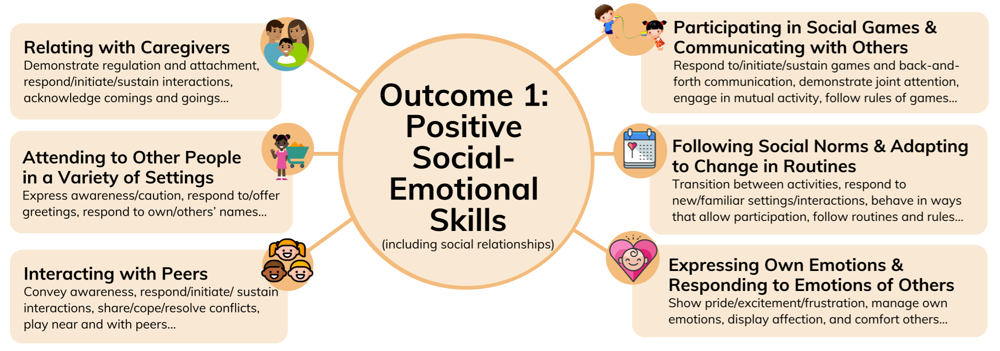 Relating with Caregivers
Demonstrate regulation and attachment,
respond/initiate/sustain interactions,
acknowledge comings and goings...
Attending to Other People
in a Variety of Settings
Express awareness/caution, respond to/offer
greetings, respond to own/others’ names...
Interacting with Peers
Convey awareness, respond/initiate/ sustain
interactions, share/cope/resolve conflicts,
play near and with peers...
Outcome 1:
Positive
Social-
Emotional
Skills
(including social relationships)
Participating in Social Games &
Communicating with Others
Respond to/initiate/sustain games and back-and-
forth communication, demonstrate joint attention,
engage in mutual activity, follow rules of games...
Following Social Norms & Adapting
to Change in Routines
Transition between activities, respond to
new/familiar settings/interactions, behave in ways
that allow participation, follow routines and rules...
Expressing Own Emotions &
Responding to Emotions of Others
Show pride/excitement/frustration, manage own
emotions, display affection, and comfort others...